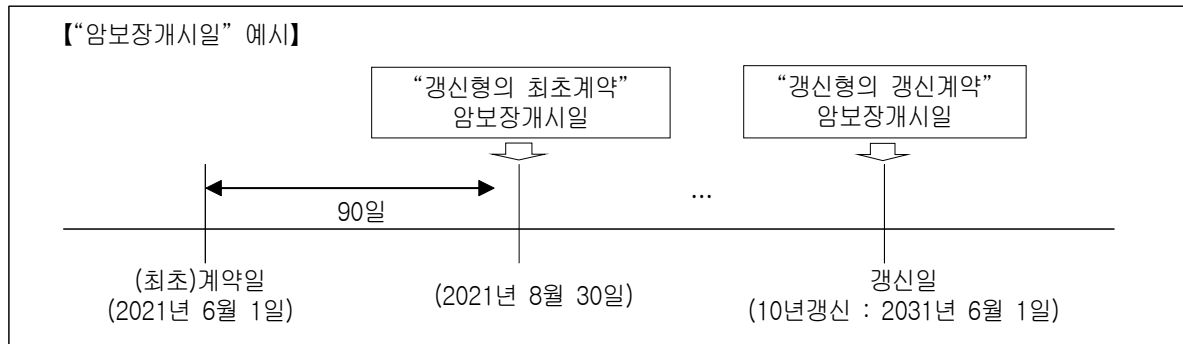 【“암보장개시일” 예시】
“갱신형의 최초계약”
암보장개시일
“갱신형의 갱신계약”
암보장개시일
90일
...
(최초)계약일
(2021년 6월 1일)
(2021년 8월 30일)
갱신일
(10년갱신 : 2031년 6월 1일)